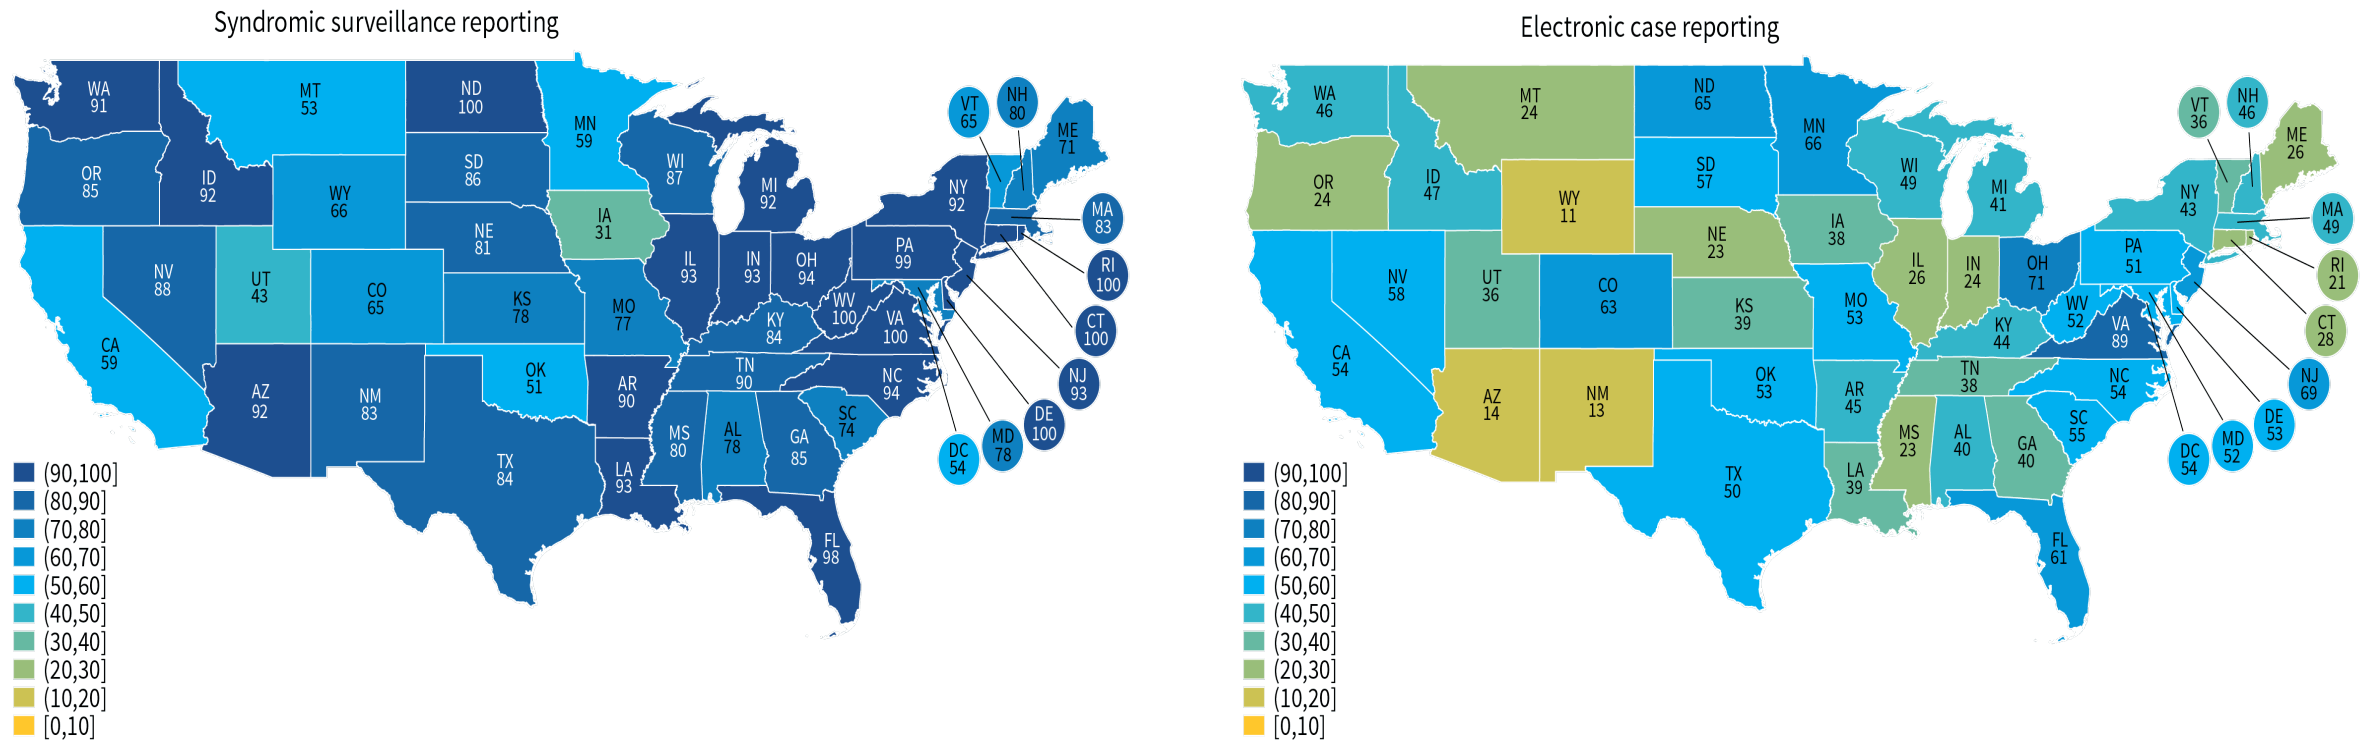 Syndromic surveillance reporting
WA
91
MT
53
ND
100
MN
59
OR
85
ID
92
WY
66
SD
86
WI
87
MI
92
NY
92
VT
65
NH
80
ME
71
MA
83
RI
100
CT
100
NJ
93
DE
100
MD
78
DC
54
CA
59
NV
88
UT
43
CO
65
NE
81
IA
31
IL
93
IN
93
OH
94
PA
99
KS
78
MO
77
KY
84
WV
100
VA
100
AZ
92
NM
83
OK
51
AR
90
TN
90
NC
94
TX
84
LA
93
MS
80
AL
78
GA
85
SC
74
FL
98
(90,100]
(80,90]
(70,80]
(60,70]
(50,60]
(40,50]
(30,40]
(20,30]
(10,20]
[0,10]
Electronic case reporting
WA
46
MT
24
ND
65
MN
66
OR
24
ID
47
WY
11
SD
57
WI
49
MI
41
NY
43
VT
36
NH
46
ME
26
MA
49
RI
21
CT
28
NJ
69
DE
53
MD
52
DC
54
CA
54
NV
58
UT
36
CO
63
NE
23
IA
38
IL
26
IN
24
OH
71
PA
51
KS
39
MO
53
KY
44
WV
52
VA
89
AZ
14
NM
13
OK
53
AR
45
TN
38
NC
54
TX
50
LA
39
MS
23
AL
40
GA
40
SC
55
FL
61
(90,100]
(80,90]
(70,80]
(60,70]
(50,60]
(40,50]
(30,40]
(20,30]
(10,20]
[0,10]